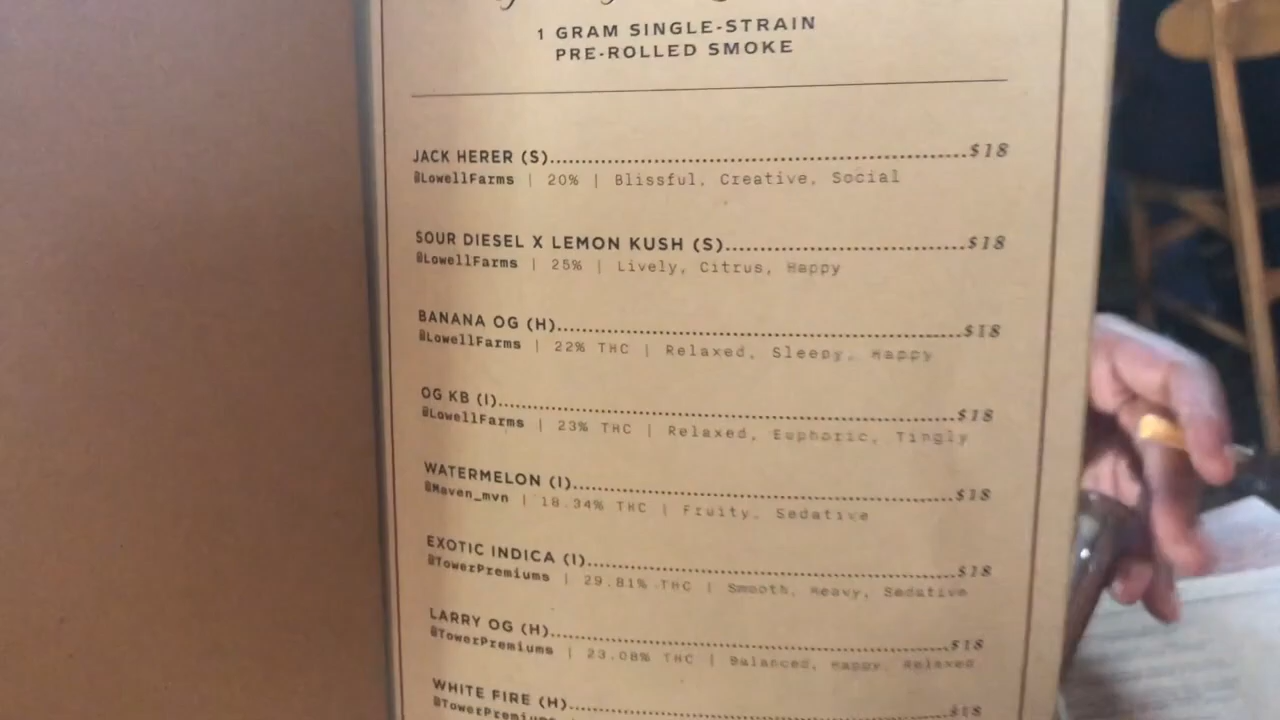 1 GRAM SINGLE-STRAIN
PRE-ROLLED SMOKE
JACK HERER (S)........................................................$18
@LowellFarms | 20% | Blissful, Creative, Social
SOUR DIESEL X LEMON KUSH (S)................................$18
@LowellFarms | 25% | Lively, Citrus, Happy
BANANA OG (H)........................................................$18
@LowellFarms | 22% THC | Relaxed, Sleepy, Happy
OG KB (I)..................................................................$18
@LowellFarms | 23% THC | Relaxed, Euphoric, Tingly
WATERMELON (I)......................................................$18
@Maven_mvn | 18.34% THC | Fruity, Sedative
EXOTIC INDICA (I)....................................................$18
@TowerPremiums | 29.81% THC | Smooth, Heavy, Sedative
LARRY OG (H)..........................................................$18
@TowerPremiums | 23.08% THC | Balanced, Happy, Relaxed
WHITE FIRE (H)........................................................$18